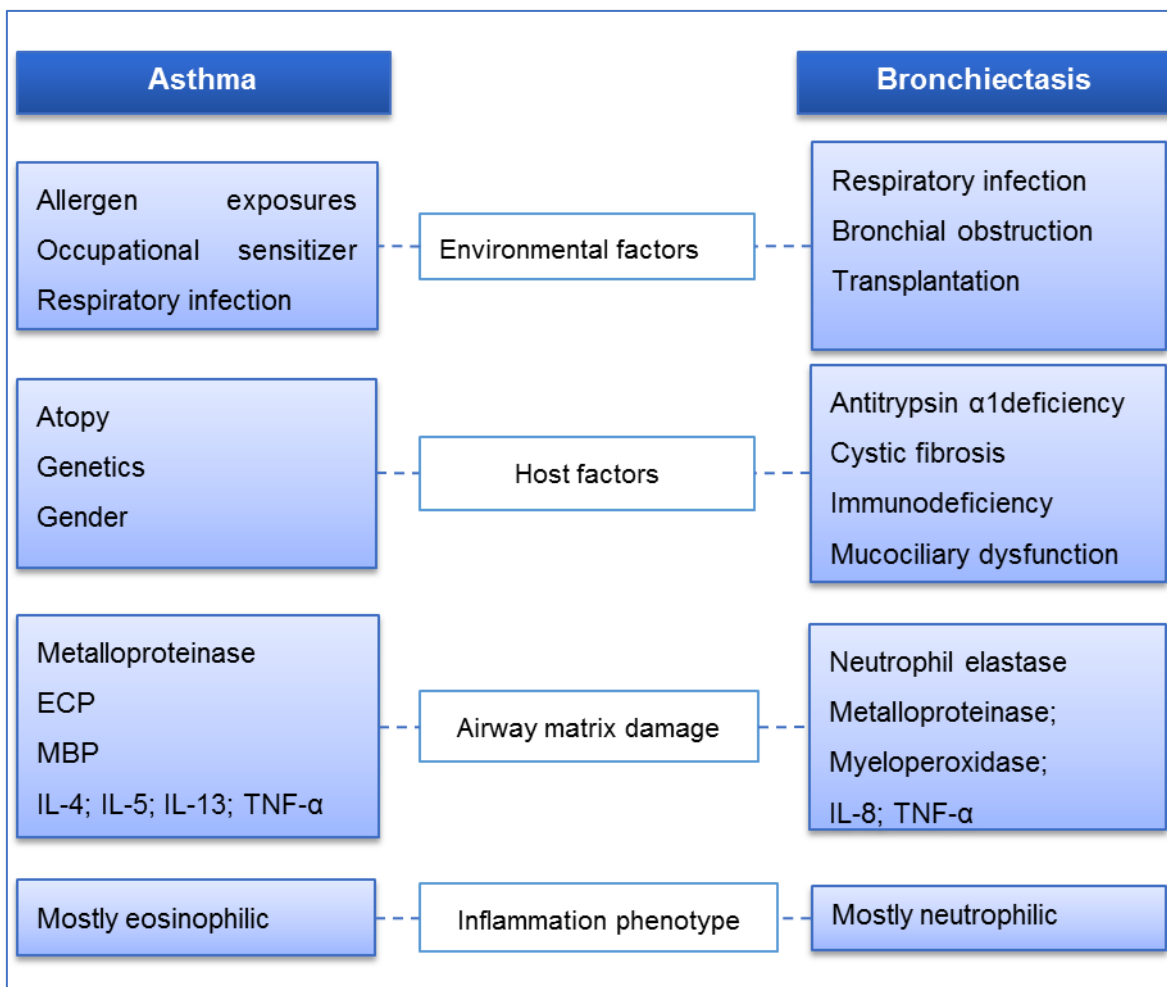 Asthma
Bronchiectasis
Allergen exposures
Occupational sensitizer
Respiratory infection
Environmental factors
Respiratory infection
Bronchial obstruction
Transplantation
Atopy
Genetics
Gender
Host factors
Antitrypsin α1deficiency
Cystic fibrosis
Immunodeficiency
Mucociliary dysfunction
Metalloproteinase
ECP
MBP
IL-4; IL-5; IL-13; TNF-α
Airway matrix damage
Neutrophil elastase
Metalloproteinase;
Myeloperoxidase;
IL-8; TNF-α
Mostly eosinophilic
Inflammation phenotype
Mostly neutrophilic